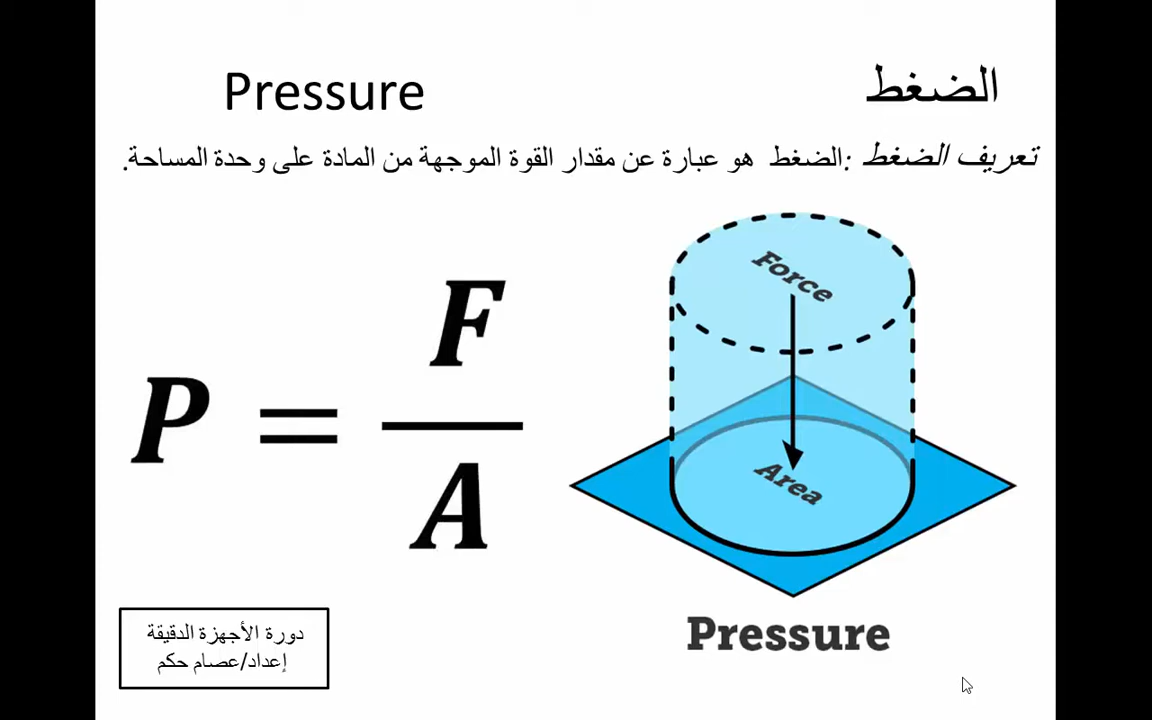 الضغط
Pressure
تعريف الضغط :الضغط هو عبارة عن مقدار القوة الموجهة من المادة على وحدة المساحة.
P = F / A
Force
Area
Pressure
دورة الأجهزة الدقيقة
إعداد/عصام حكم